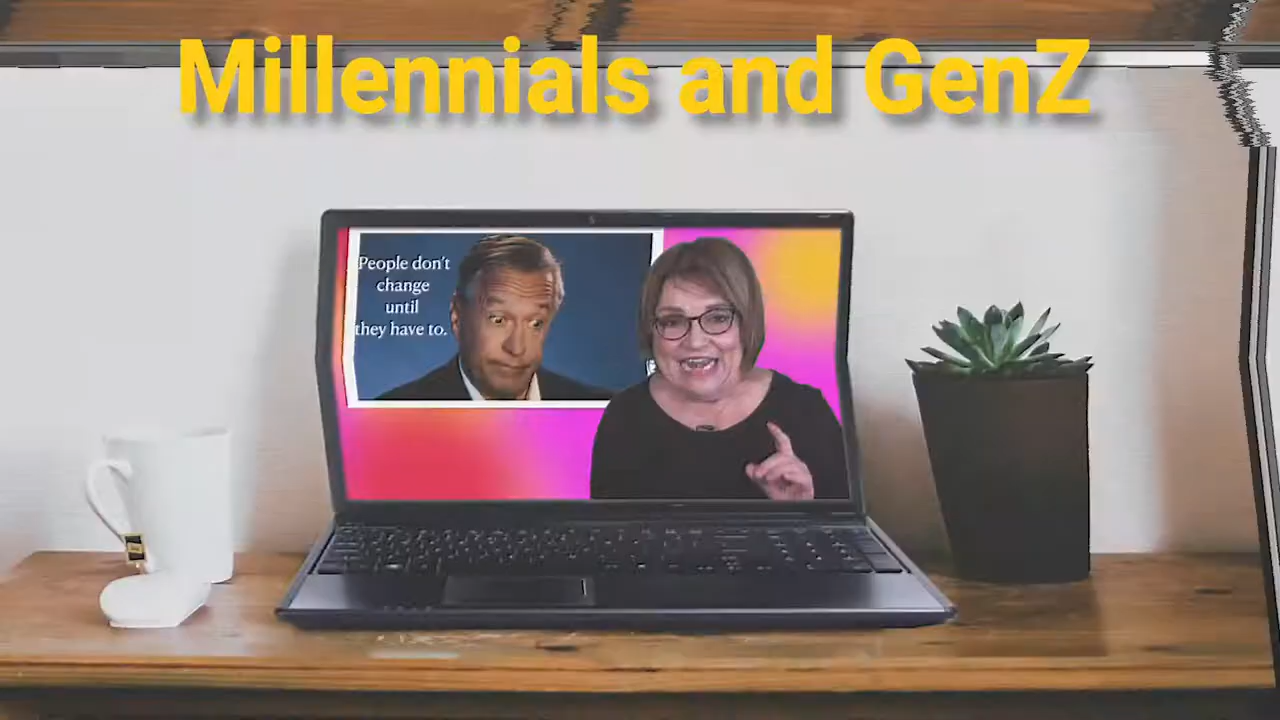 Millennials and GenZ
People don't
change
until
they have to.